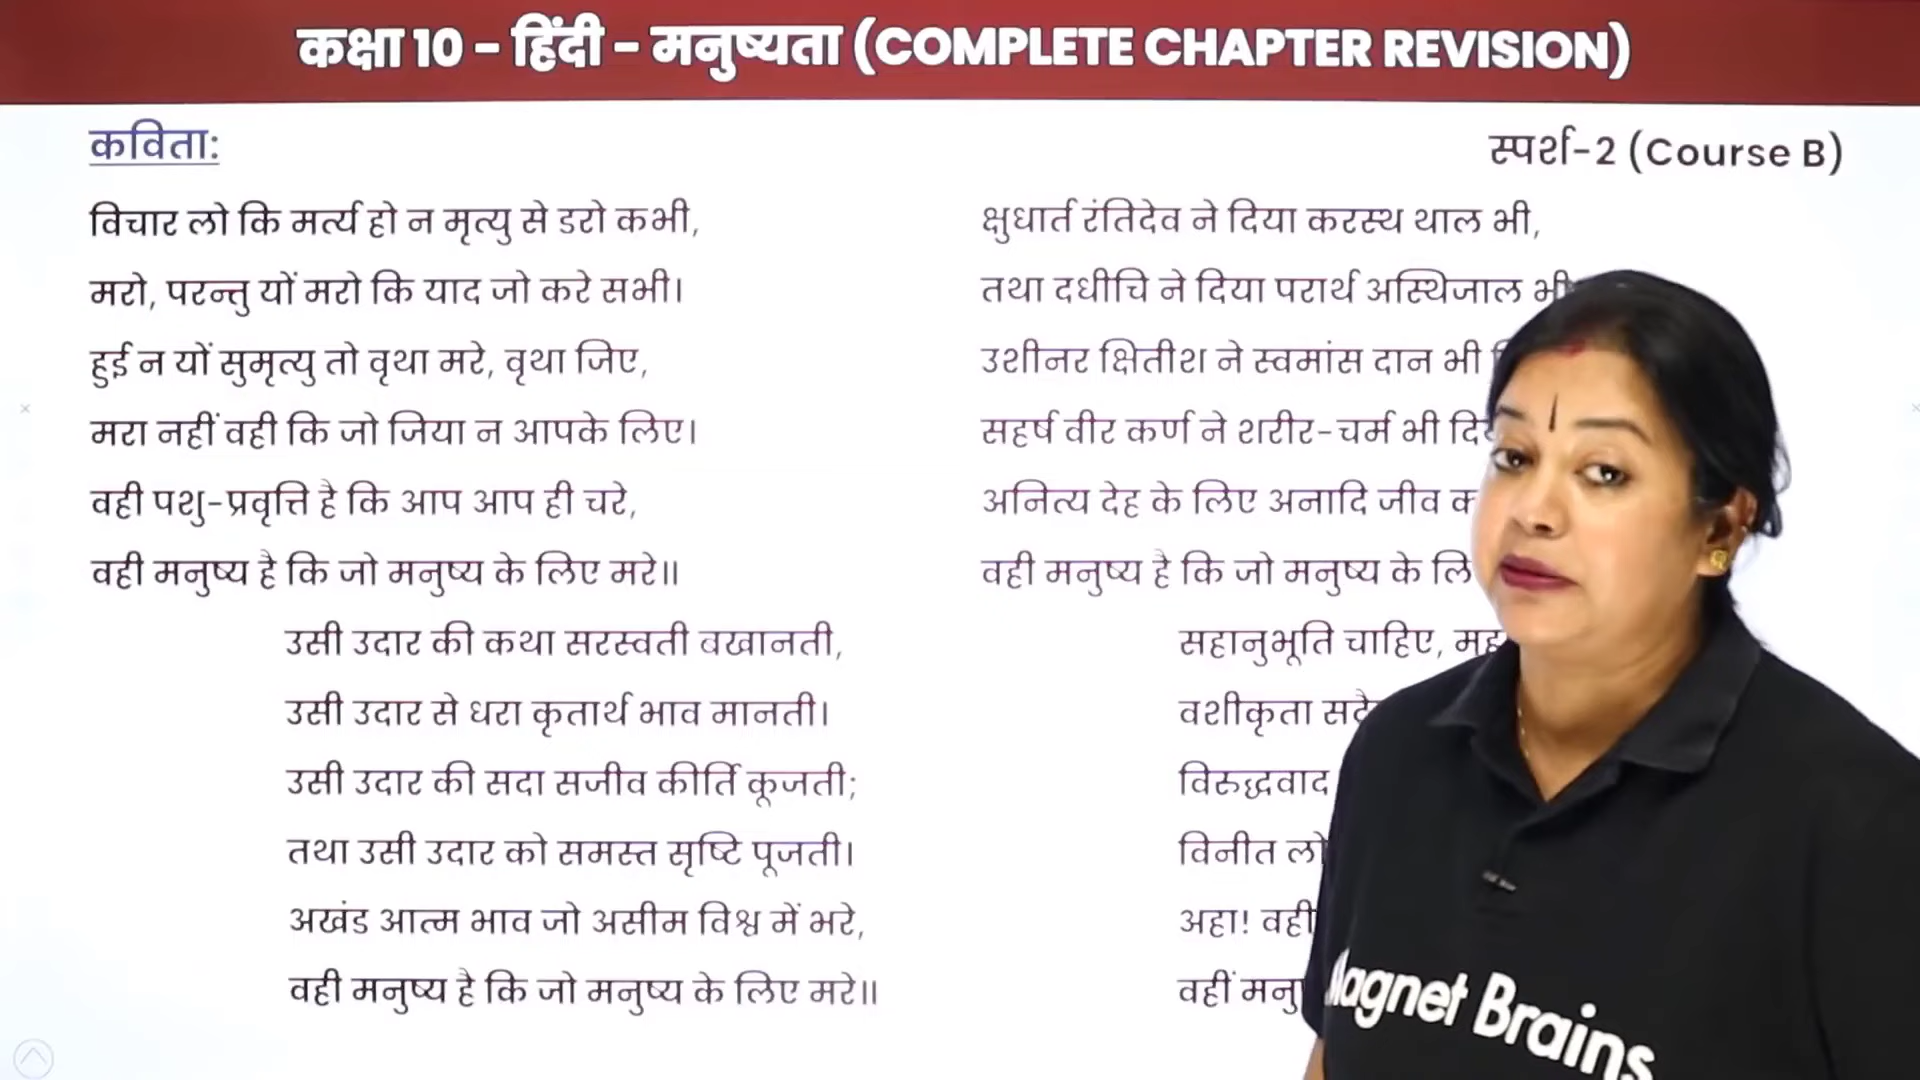 कक्षा 10 - हिंदी - मनुष्यता (COMPLETE CHAPTER REVISION)
कविता:
स्पर्श-2 (Course B)
विचार लो कि मर्त्य हो न मृत्यु से डरो कभी,
मरो, परन्तु यों मरो कि याद जो करे सभी।
हुई न यों सुमृत्यु तो वृथा मरे, वृथा जिए,
मरा नहीं वही कि जो जिया न आपके लिए।
वही पशु-प्रवृत्ति है कि आप आप ही चरे,
वही मनुष्य है कि जो मनुष्य के लिए मरे॥
उसी उदार की कथा सरस्वती बखानती,
उसी उदार से धरा कृतार्थ भाव मानती।
उसी उदार की सदा सजीव कीर्ति कूजती;
तथा उसी उदार को समस्त सृष्टि पूजती।
अखंड आत्म भाव जो असीम विश्व में भरे,
वही मनुष्य है कि जो मनुष्य के लिए मरे॥
क्षुधार्त रंतिदेव ने दिया करस्थ थाल भी,
तथा दधीचि ने दिया परार्थ अस्थिजाल भी
उशीनर क्षितीश ने स्वमांस दान भी
सहर्ष वीर कर्ण ने शरीर-चर्म भी
अनित्य देह के लिए अनादि जीव
वही मनुष्य है कि जो मनुष्य के
सहानुभूति चाहिए,
वशीकृता
विरुद्धवाद
विनीत
अहा! वही
वहीं
Magnet Brains